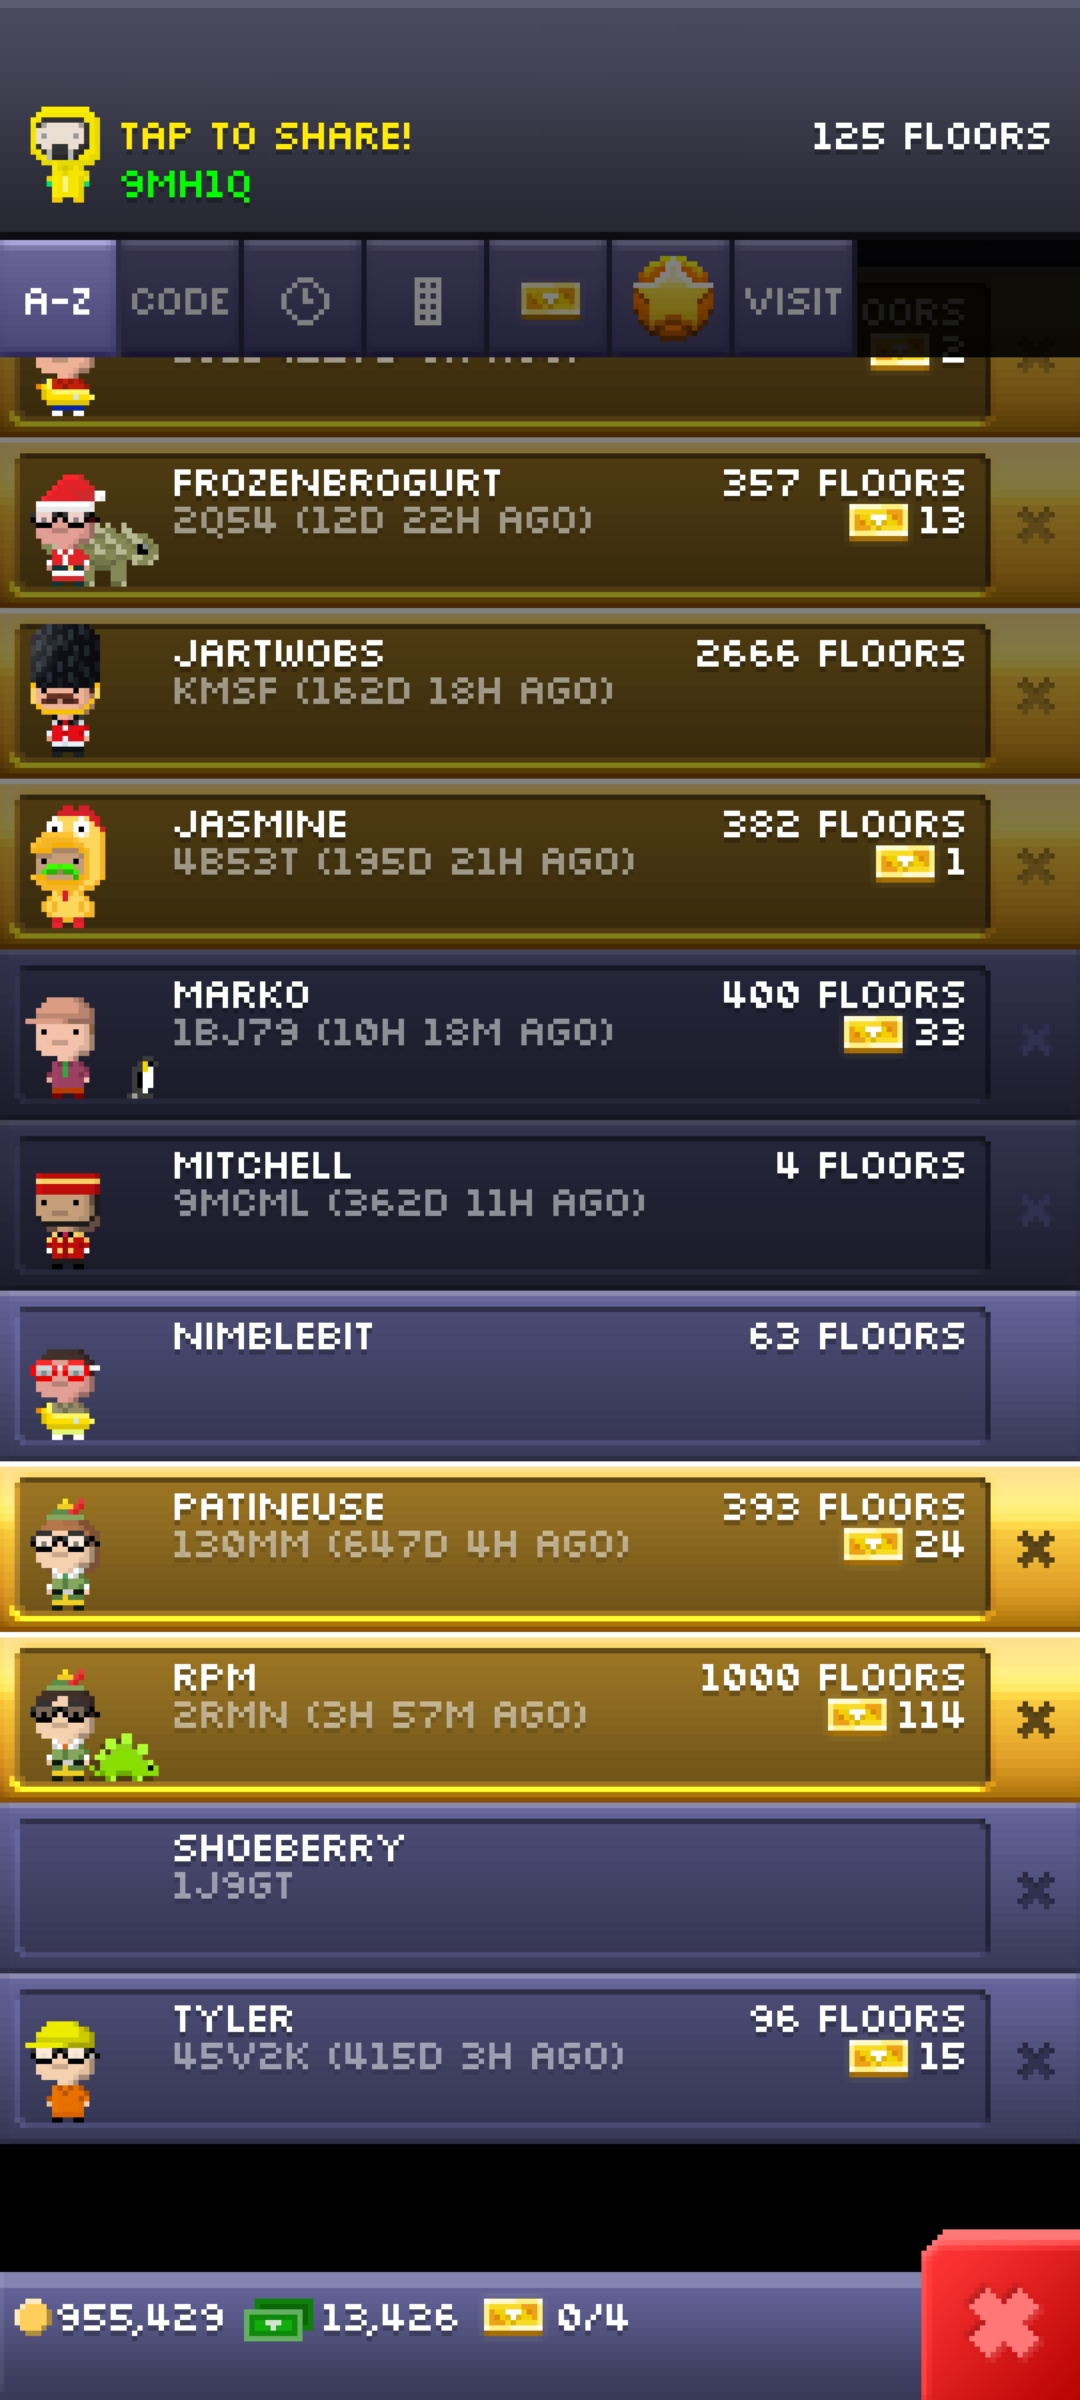 TAP TO SHARE!
125 FLOORS
9MH1Q
A-Z CODE VISIT
FROZENBROGURT 357 FLOORS
2Q54 (12D 22H AGO) 13
JARTWOBS 2666 FLOORS
KMSF (162D 18H AGO)
JASMINE 382 FLOORS
4B53T (195D 21H AGO) 1
MARKO 400 FLOORS
1BJ79 (10H 18M AGO) 33
MITCHELL 4 FLOORS
9MCML (362D 11H AGO)
NIMBLEBIT 63 FLOORS
PATINEUSE 393 FLOORS
130MM (647D 4H AGO) 24
RPM 1000 FLOORS
2RMN (3H 57M AGO) 114
SHOEBERRY
1J9GT
TYLER 96 FLOORS
45V2K (415D 3H AGO) 15
955,429 13,426 0/4